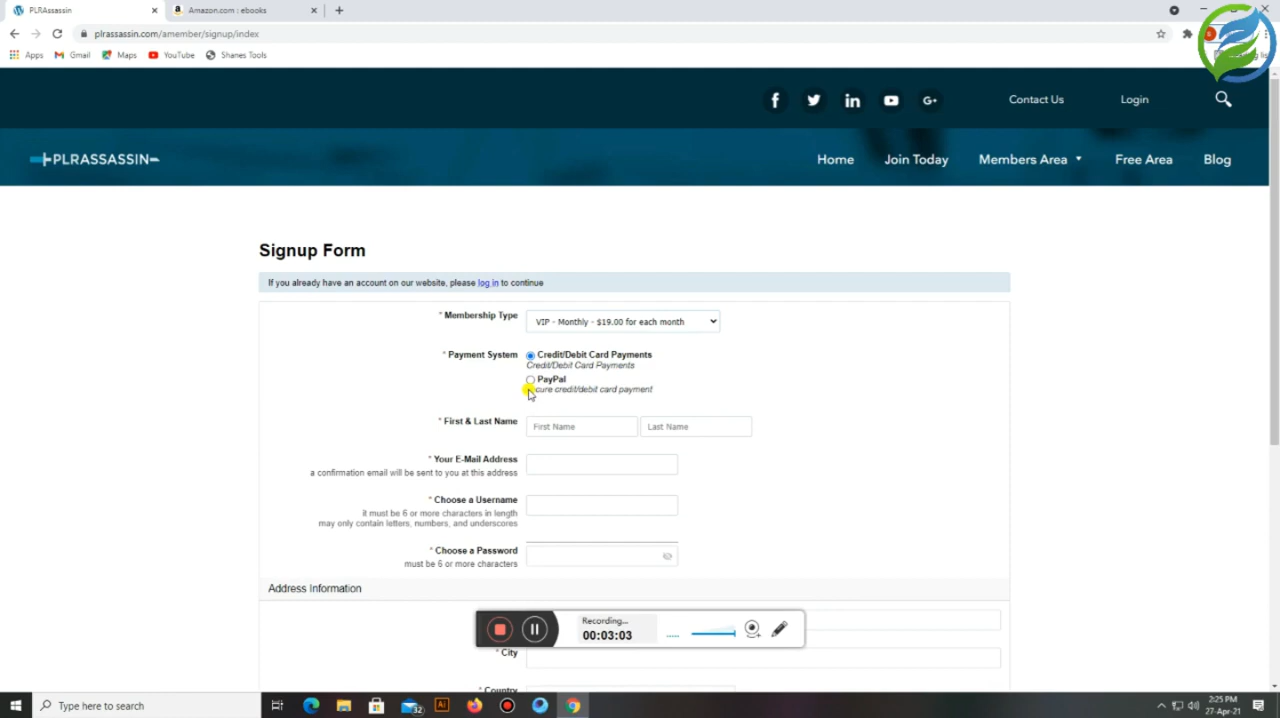 PLRAssassin
Amazon.com : ebooks
plrassassin.com/amember/signup/index
Apps Gmail Maps YouTube Shanes Tools
Contact Us Login
PLRASSASSIN
Home Join Today Members Area Free Area Blog
Signup Form
If you already have an account on our website, please log in to continue
* Membership Type
VIP - Monthly - $19.00 for each month
* Payment System
Credit/Debit Card Payments
Credit/Debit Card Payments
PayPal
cure credit/debit card payment
* First & Last Name
First Name Last Name
* Your E-Mail Address
a confirmation email will be sent to you at this address
* Choose a Username
it must be 6 or more characters in length
may only contain letters, numbers, and underscores
* Choose a Password
must be 6 or more characters
Address Information
Recording...
00:03:03
* City
* Country
Type here to search
32
Ai
2:25 PM
27-Apr-21